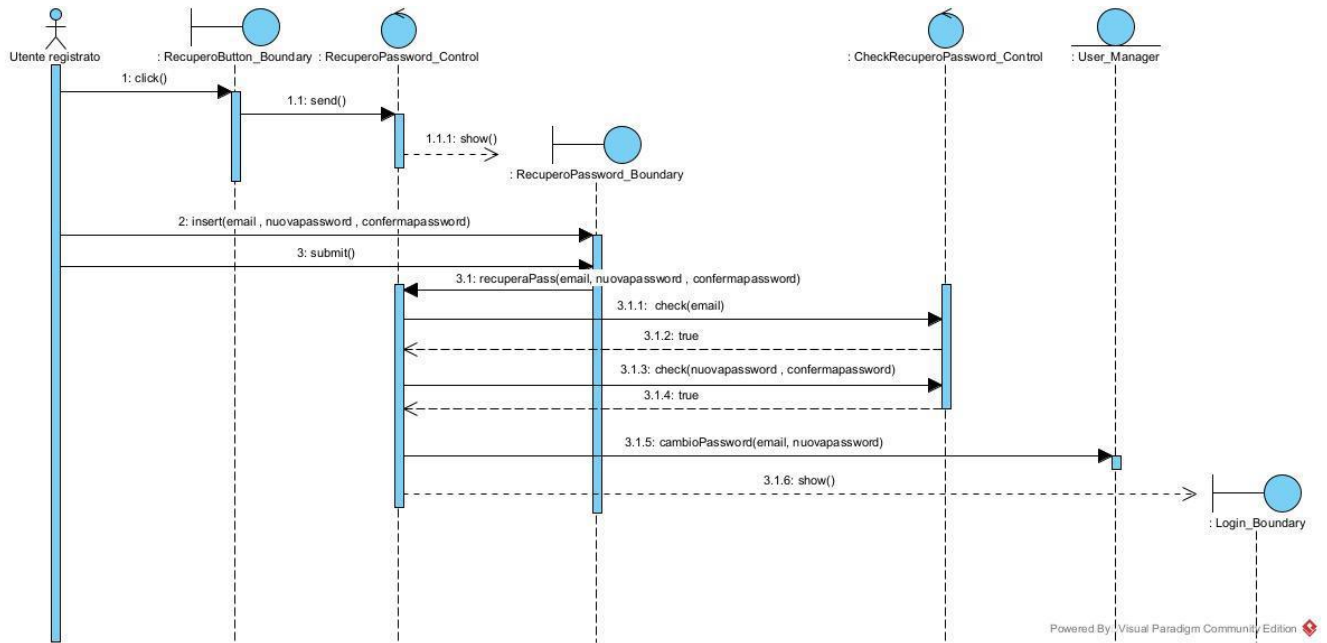 Utente registrato
: RecuperoButton_Boundary
: RecuperoPassword_Control
: CheckRecuperoPassword_Control
: User_Manager
1: click()
1.1: send()
1.1.1: show()
: RecuperoPassword_Boundary
2: insert(email , nuovapassword , confermapassword)
3: submit()
3.1: recuperaPass(email, nuovapassword , confermapassword)
3.1.1: check(email)
3.1.2: true
3.1.3: check(nuovapassword , confermapassword)
3.1.4: true
3.1.5: cambioPassword(email, nuovapassword)
3.1.6: show()
: Login_Boundary
Powered By Visual Paradigm Community Edition